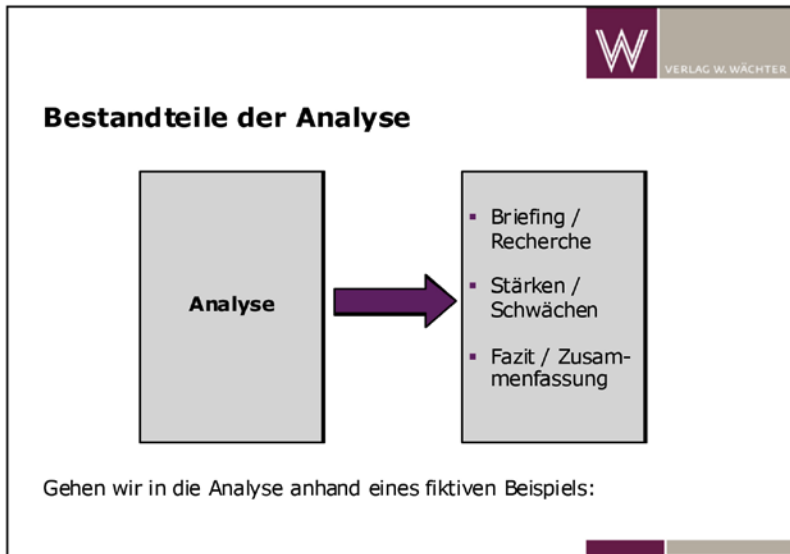 W
VERLAG W. WÄCHTER
Bestandteile der Analyse
Analyse
▪ Briefing /
Recherche
▪ Stärken /
Schwächen
▪ Fazit / Zusam-
menfassung
Gehen wir in die Analyse anhand eines fiktiven Beispiels: